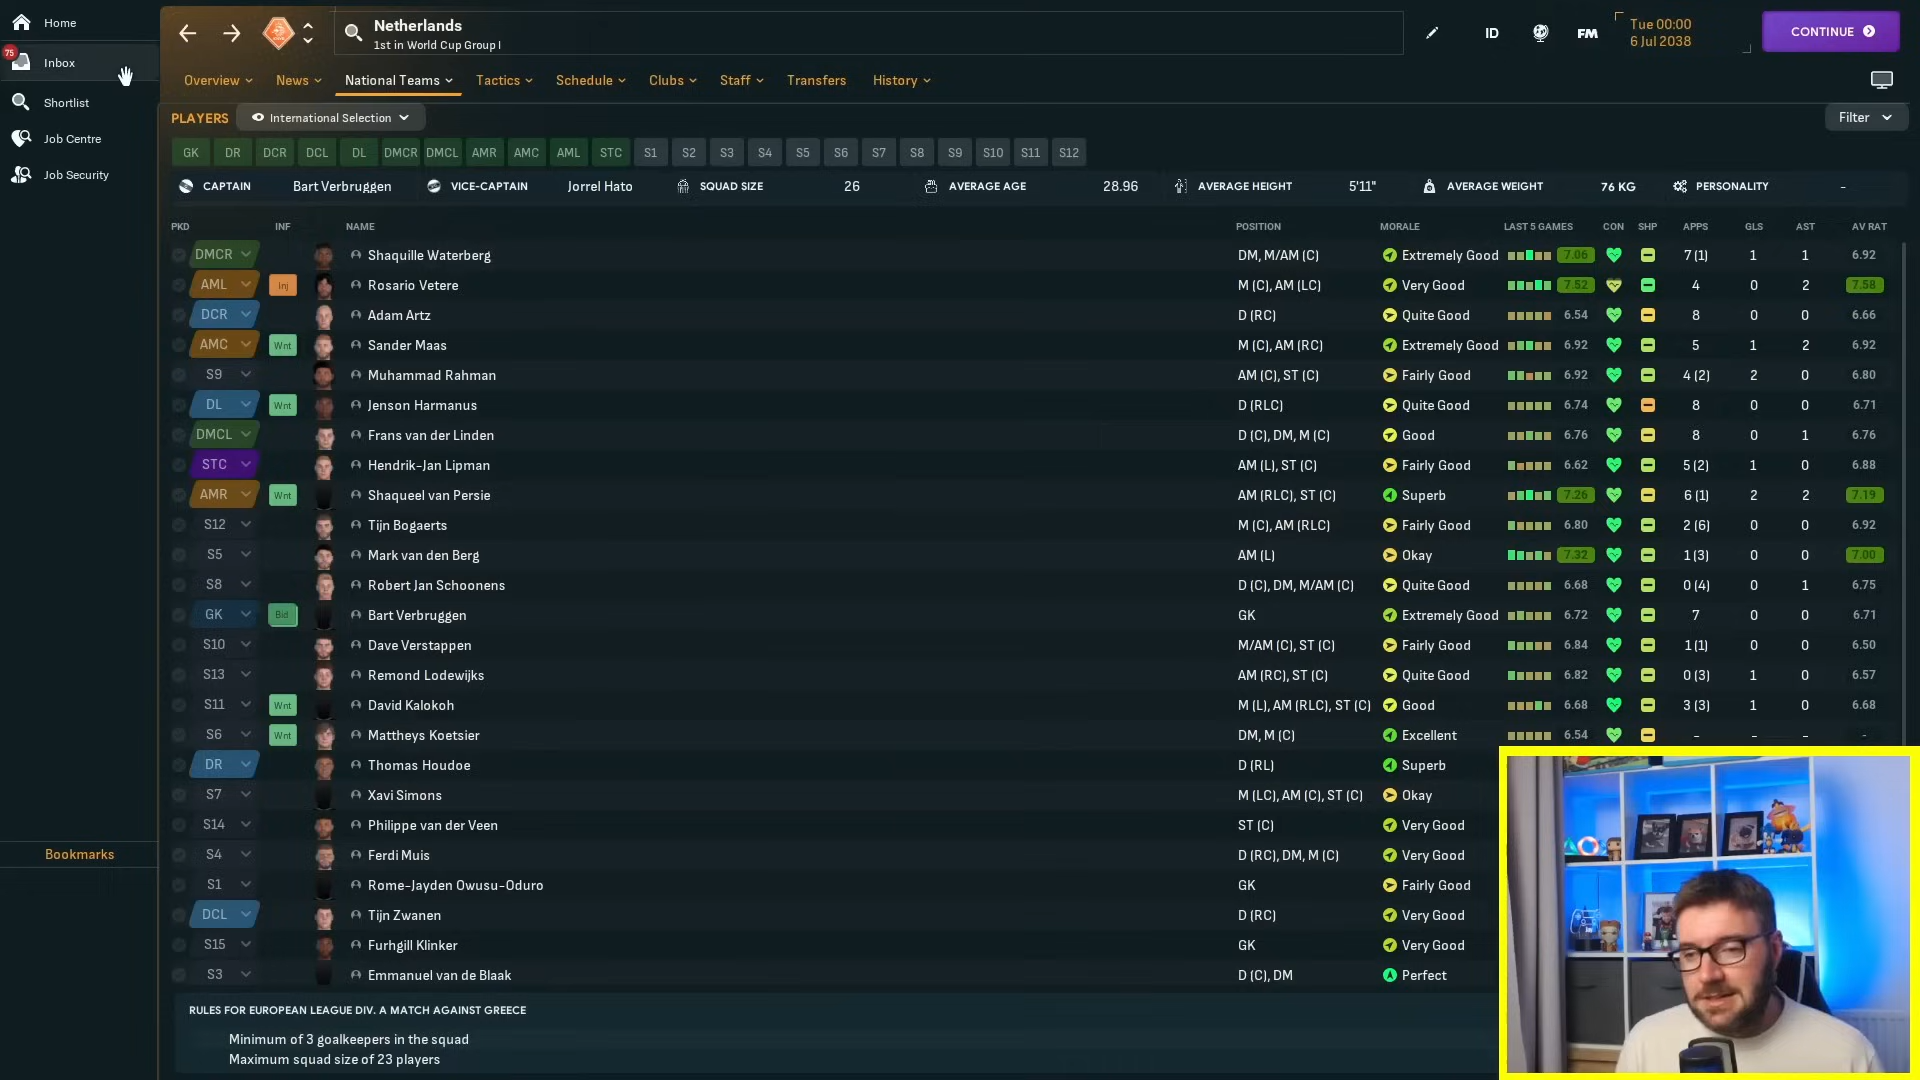 Home
75
Inbox
Shortlist
Job Centre
Job Security
Bookmarks
Netherlands
1st in World Cup Group I
ID
FM
Tue 00:00
6 Jul 2038
CONTINUE
Overview News National Teams Tactics Schedule Clubs Staff Transfers History
PLAYERS International Selection Filter
GK DR DCR DCL DL DMCR DMCL AMR AMC AML STC S1 S2 S3 S4 S5 S6 S7 S8 S9 S10 S11 S12
CAPTAIN Bart Verbruggen VICE-CAPTAIN Jorrel Hato SQUAD SIZE 26 AVERAGE AGE 28.96 AVERAGE HEIGHT 5'11" AVERAGE WEIGHT 76 KG PERSONALITY -
PKD INF NAME POSITION MORALE LAST 5 GAMES CON SHP APPS GLS AST AV RAT
DMCR Shaquille Waterberg DM, M/AM (C) Extremely Good 7.06 7 (1) 1 1 6.92
AML Inj Rosario Vetere M (C), AM (LC) Very Good 7.52 4 0 2 7.58
DCR Adam Artz D (RC) Quite Good 6.54 8 0 0 6.66
AMC Wnt Sander Maas M (C), AM (RC) Extremely Good 6.92 5 1 2 6.92
S9 Muhammad Rahman AM (C), ST (C) Fairly Good 6.92 4 (2) 2 0 6.80
DL Wnt Jenson Harmanus D (RLC) Quite Good 6.74 8 0 0 6.71
DMCL Frans van der Linden D (C), DM, M (C) Good 6.76 8 0 1 6.76
STC Hendrik-Jan Lipman AM (L), ST (C) Fairly Good 6.62 5 (2) 1 0 6.88
AMR Wnt Shaqueel van Persie AM (RLC), ST (C) Superb 7.26 6 (1) 2 2 7.19
S12 Tijn Bogaerts M (C), AM (RLC) Fairly Good 6.80 2 (6) 0 0 6.92
S5 Mark van den Berg AM (L) Okay 7.32 1 (3) 0 0 7.00
S8 Robert Jan Schoonens D (C), DM, M/AM (C) Quite Good 6.68 0 (4) 0 1 6.75
GK Bid Bart Verbruggen GK Extremely Good 6.72 7 0 0 6.71
S10 Dave Verstappen M/AM (C), ST (C) Fairly Good 6.84 1 (1) 0 0 6.50
S13 Remond Lodewijks AM (RC), ST (C) Quite Good 6.82 0 (3) 1 0 6.57
S11 Wnt David Kalokoh M (L), AM (RLC), ST (C) Good 6.68 3 (3) 1 0 6.68
S6 Wnt Mattheys Koetsier DM, M (C) Excellent 6.54 - - - -
DR Thomas Houdoe D (RL) Superb
S7 Xavi Simons M (LC), AM (C), ST (C) Okay
S14 Philippe van der Veen ST (C) Very Good
S4 Ferdi Muis D (RC), DM, M (C) Very Good
S1 Rome-Jayden Owusu-Oduro GK Fairly Good
DCL Tijn Zwanen D (RC) Very Good
S15 Furhgill Klinker GK Very Good
S3 Emmanuel van de Blaak D (C), DM Perfect
RULES FOR EUROPEAN LEAGUE DIV. A MATCH AGAINST GREECE
Minimum of 3 goalkeepers in the squad
Maximum squad size of 23 players